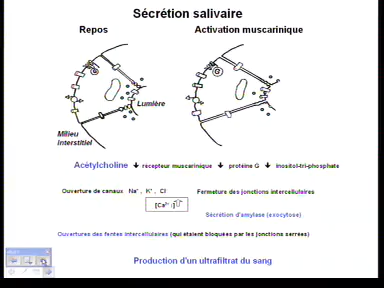 Sécrétion salivaire
Repos
Activation muscarinique
G
G
Lumière
Milieu
Interstitiel
Acétylcholine récepteur muscarinique protéine G inositol-tri-phosphate
Ouverture de canaux Na⁺, K⁺, Cl⁻
Fermeture des jonctions intercellulaires
[Ca²⁺]
Sécrétion d'amylase (exocytose)
Ouvertures des fentes intercellulaires (qui étaient bloquées par les jonctions serrées)
Production d'un ultrafiltrat du sang